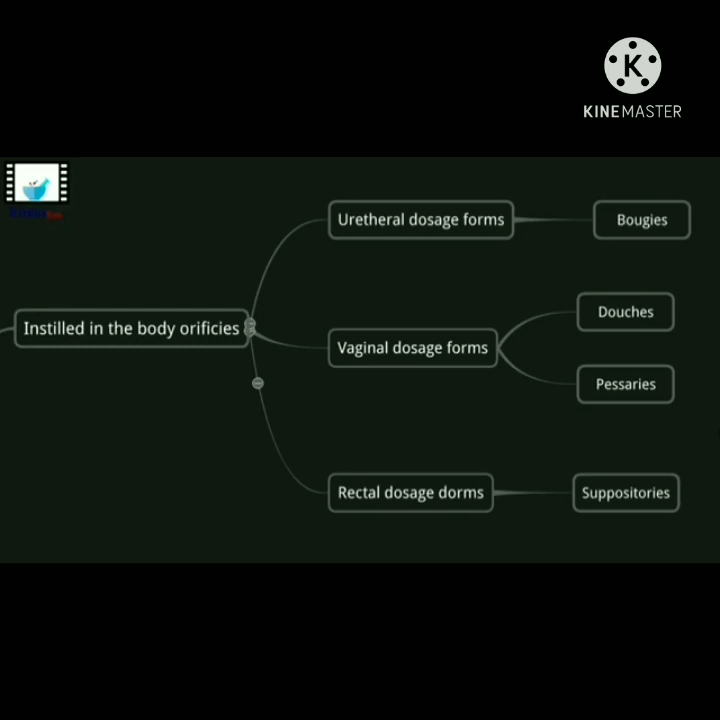 KINEMASTER
Uretheral dosage forms
Bougies
Instilled in the body orificies
Vaginal dosage forms
Douches
Pessaries
Rectal dosage dorms
Suppositories